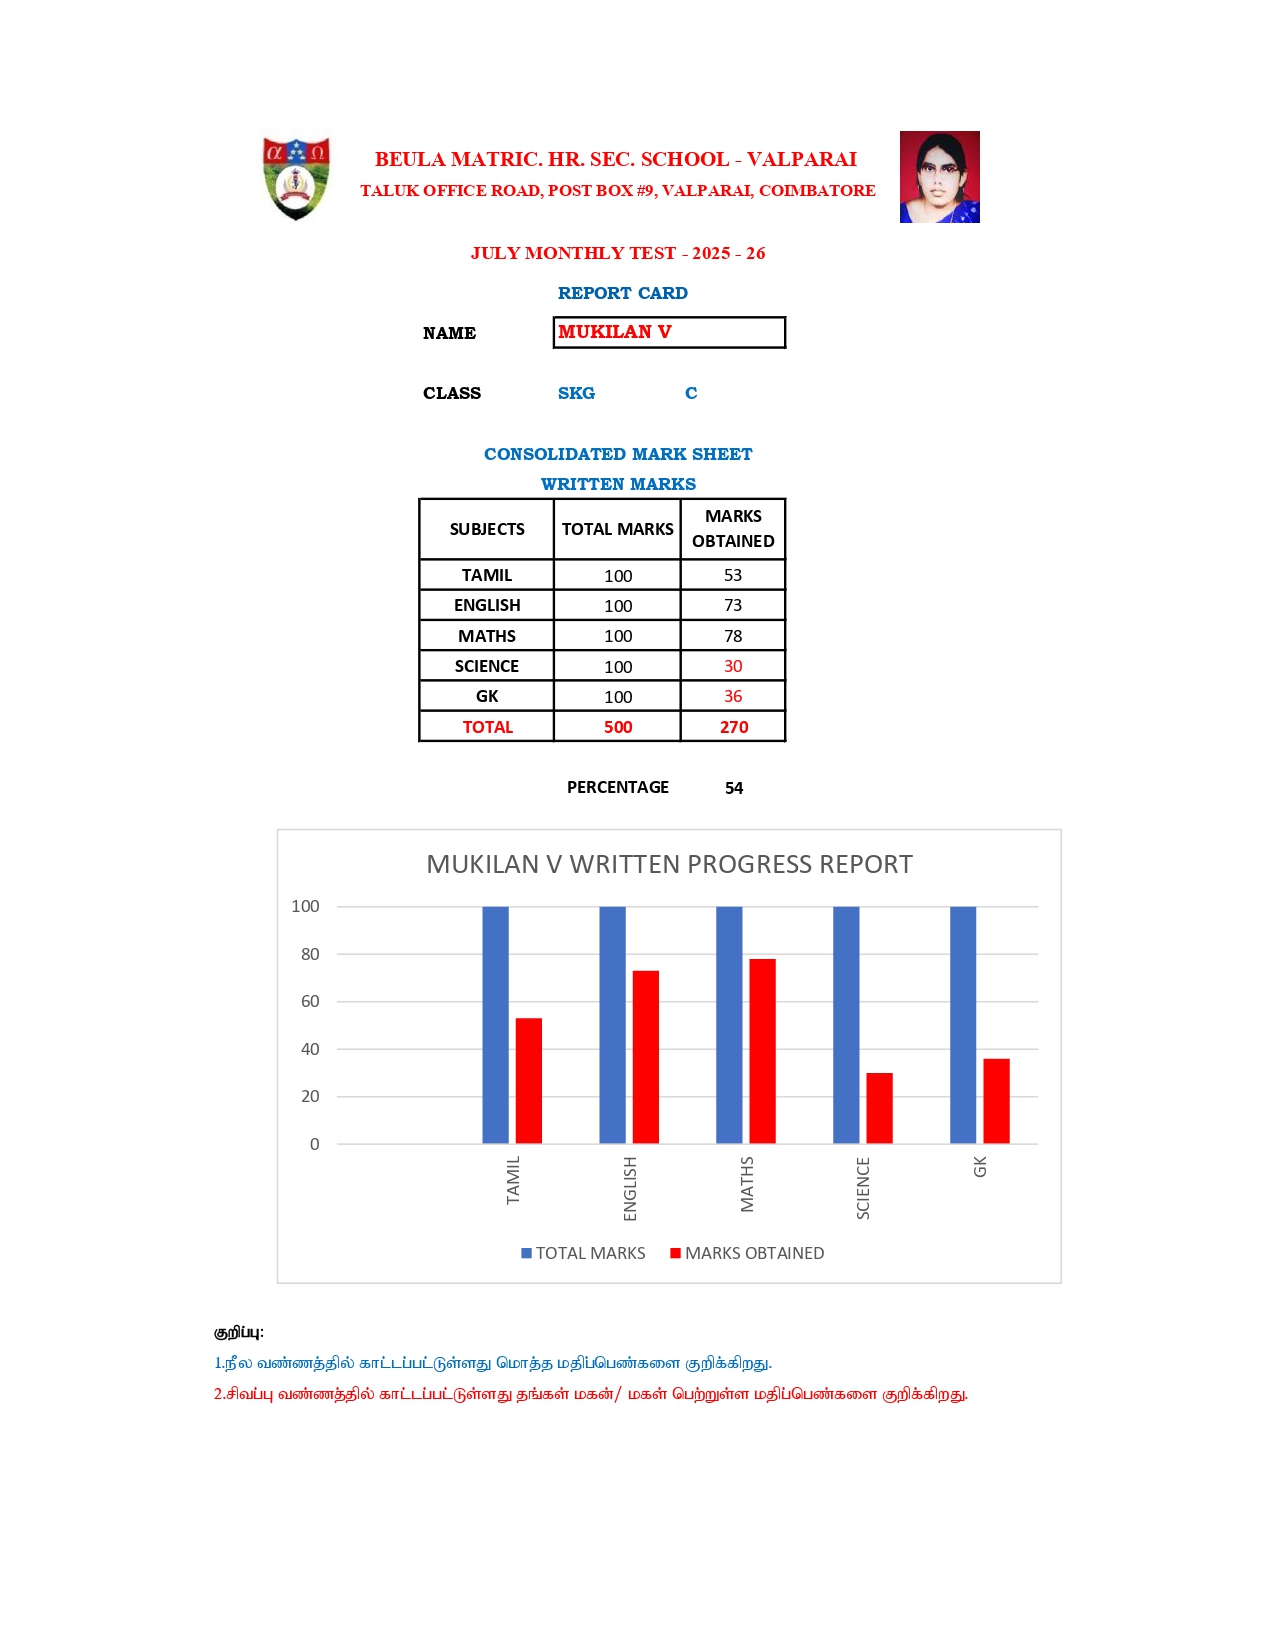 α Ω
BEULA MATRIC. HR. SEC. SCHOOL - VALPARAI
TALUK OFFICE ROAD, POST BOX #9, VALPARAI, COIMBATORE
JULY MONTHLY TEST - 2025 - 26
REPORT CARD
NAME MUKILAN V
CLASS SKG C
CONSOLIDATED MARK SHEET
WRITTEN MARKS
SUBJECTS TOTAL MARKS MARKS OBTAINED
TAMIL 100 53
ENGLISH 100 73
MATHS 100 78
SCIENCE 100 30
GK 100 36
TOTAL 500 270
PERCENTAGE 54
MUKILAN V WRITTEN PROGRESS REPORT
100
80
60
40
20
0
TAMIL ENGLISH MATHS SCIENCE GK
TOTAL MARKS MARKS OBTAINED
குறிப்பு:
1.நீல வண்ணத்தில் காட்டப்பட்டுள்ளது மொத்த மதிப்பெண்களை குறிக்கிறது.
2.சிவப்பு வண்ணத்தில் காட்டப்பட்டுள்ளது தங்கள் மகன்/ மகள் பெற்றுள்ள மதிப்பெண்களை குறிக்கிறது.